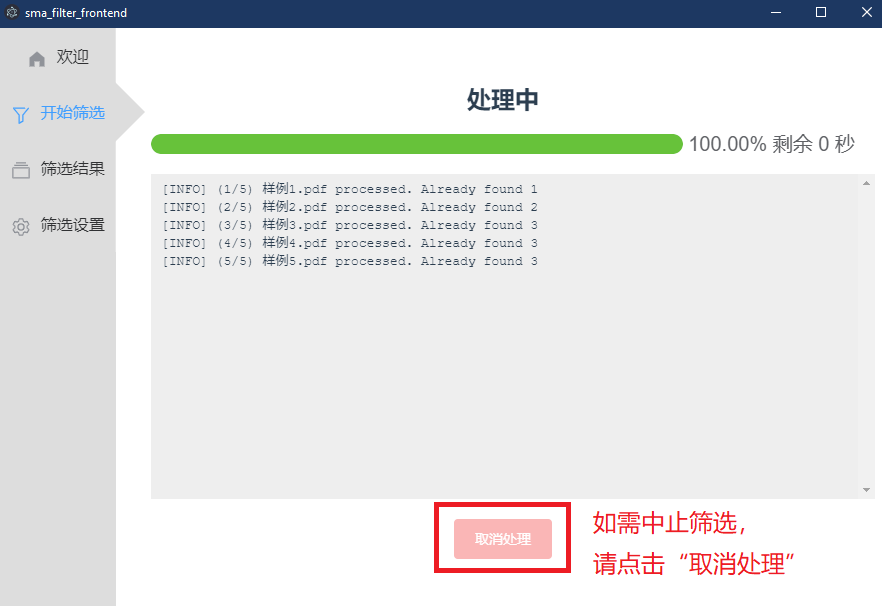 sma_filter_frontend
欢迎
开始筛选
筛选结果
筛选设置
处理中
100.00% 剩余 0 秒
[INFO] (1/5) 样例1.pdf processed. Already found 1
[INFO] (2/5) 样例2.pdf processed. Already found 2
[INFO] (3/5) 样例3.pdf processed. Already found 3
[INFO] (4/5) 样例4.pdf processed. Already found 3
[INFO] (5/5) 样例5.pdf processed. Already found 3
取消处理
如需中止筛选，
请点击“取消处理”